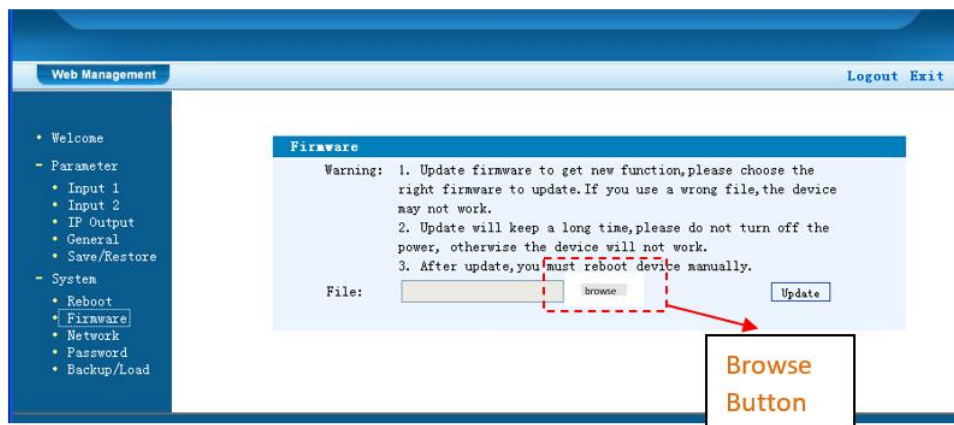 Web Management
Logout Exit
Welcome
Parameter
Input 1
Input 2
IP Output
General
Save/Restore
System
Reboot
Firmware
Network
Password
Backup/Load
Firmware
Warning: 1. Update firmware to get new function,please choose the
right firmware to update.If you use a wrong file,the device
may not work.
2. Update will keep a long time,please do not turn off the
power, otherwise the device will not work.
3. After update,you must reboot device manually.
File: browse Update
Browse
Button